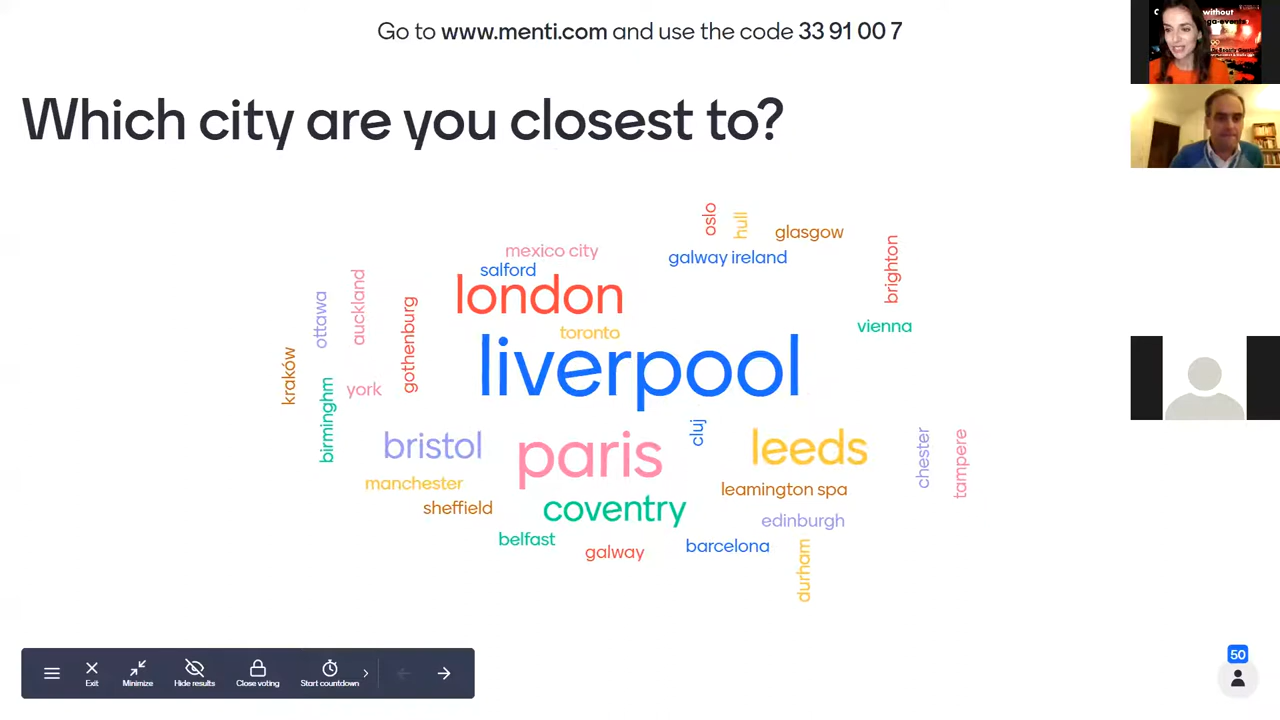 Go to www.menti.com and use the code 33 91 00 7
Which city are you closest to?
oslo
hull
glasgow
mexico city
galway ireland
brighton
salford
london
auckland
ottawa
gothenburg
toronto
vienna
liverpool
kraków
birminghm
york
cluj
bristol
paris
leeds
chester
tampere
manchester
leamington spa
sheffield
coventry
edinburgh
belfast
galway
barcelona
durham
Exit
Minimize
Hide results
Close voting
Start countdown
50
without